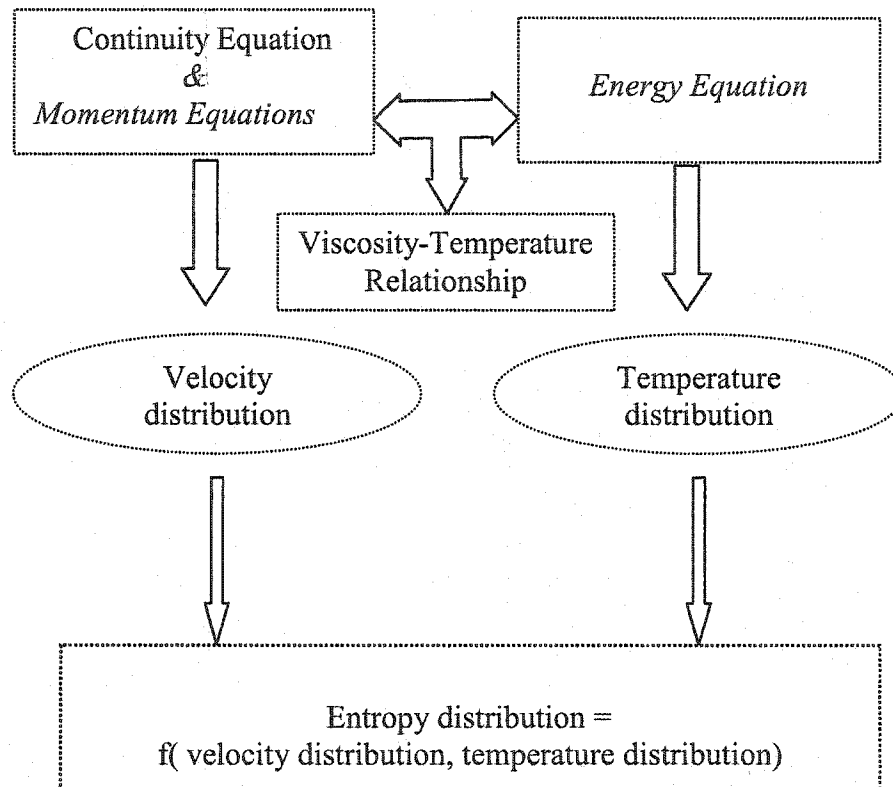 Continuity Equation
&
Momentum Equations
Energy Equation
Viscosity-Temperature
Relationship
Velocity
distribution
Temperature
distribution
Entropy distribution =
f( velocity distribution, temperature distribution)